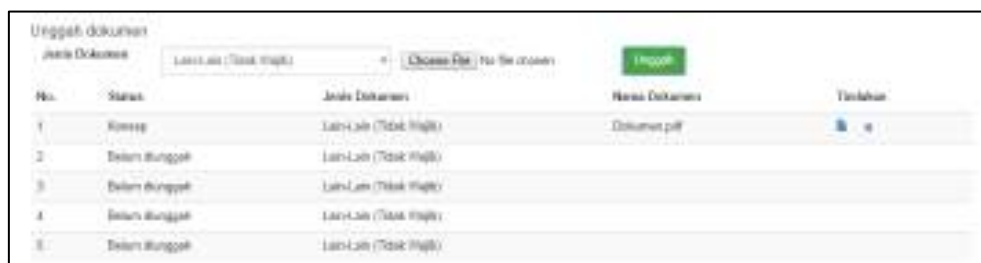 Unggah dokumen
Jenis Dokumen Lain-Lain (Tidak Wajib) Choose File No file chosen Unggah
No. Status Jenis Dokumen Nama Dokumen Tindakan
1 Konsep Lain-Lain (Tidak Wajib) Dokumen.pdf
2 Belum diunggah Lain-Lain (Tidak Wajib)
3 Belum diunggah Lain-Lain (Tidak Wajib)
4 Belum diunggah Lain-Lain (Tidak Wajib)
5 Belum diunggah Lain-Lain (Tidak Wajib)